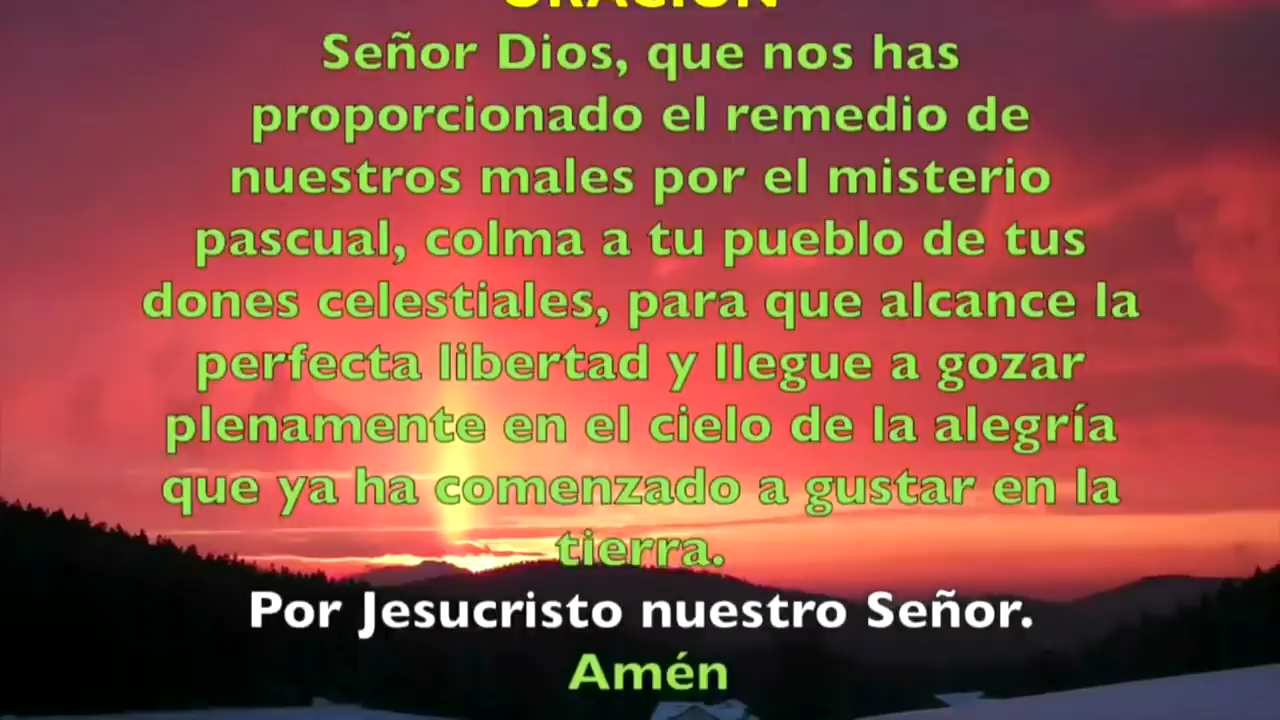 ORACIÓN
Señor Dios, que nos has
proporcionado el remedio de
nuestros males por el misterio
pascual, colma a tu pueblo de tus
dones celestiales, para que alcance la
perfecta libertad y llegue a gozar
plenamente en el cielo de la alegría
que ya ha comenzado a gustar en la
tierra.
Por Jesucristo nuestro Señor.
Amén